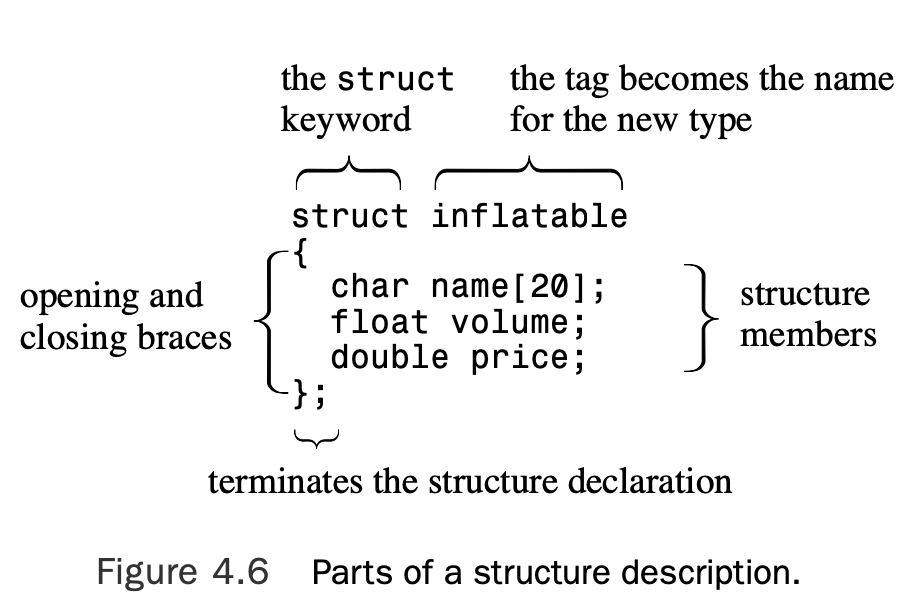 the struct keyword
the tag becomes the name for the new type
struct inflatable
{
char name[20];
float volume;
double price;
};
opening and closing braces
structure members
terminates the structure declaration
Figure 4.6 Parts of a structure description.